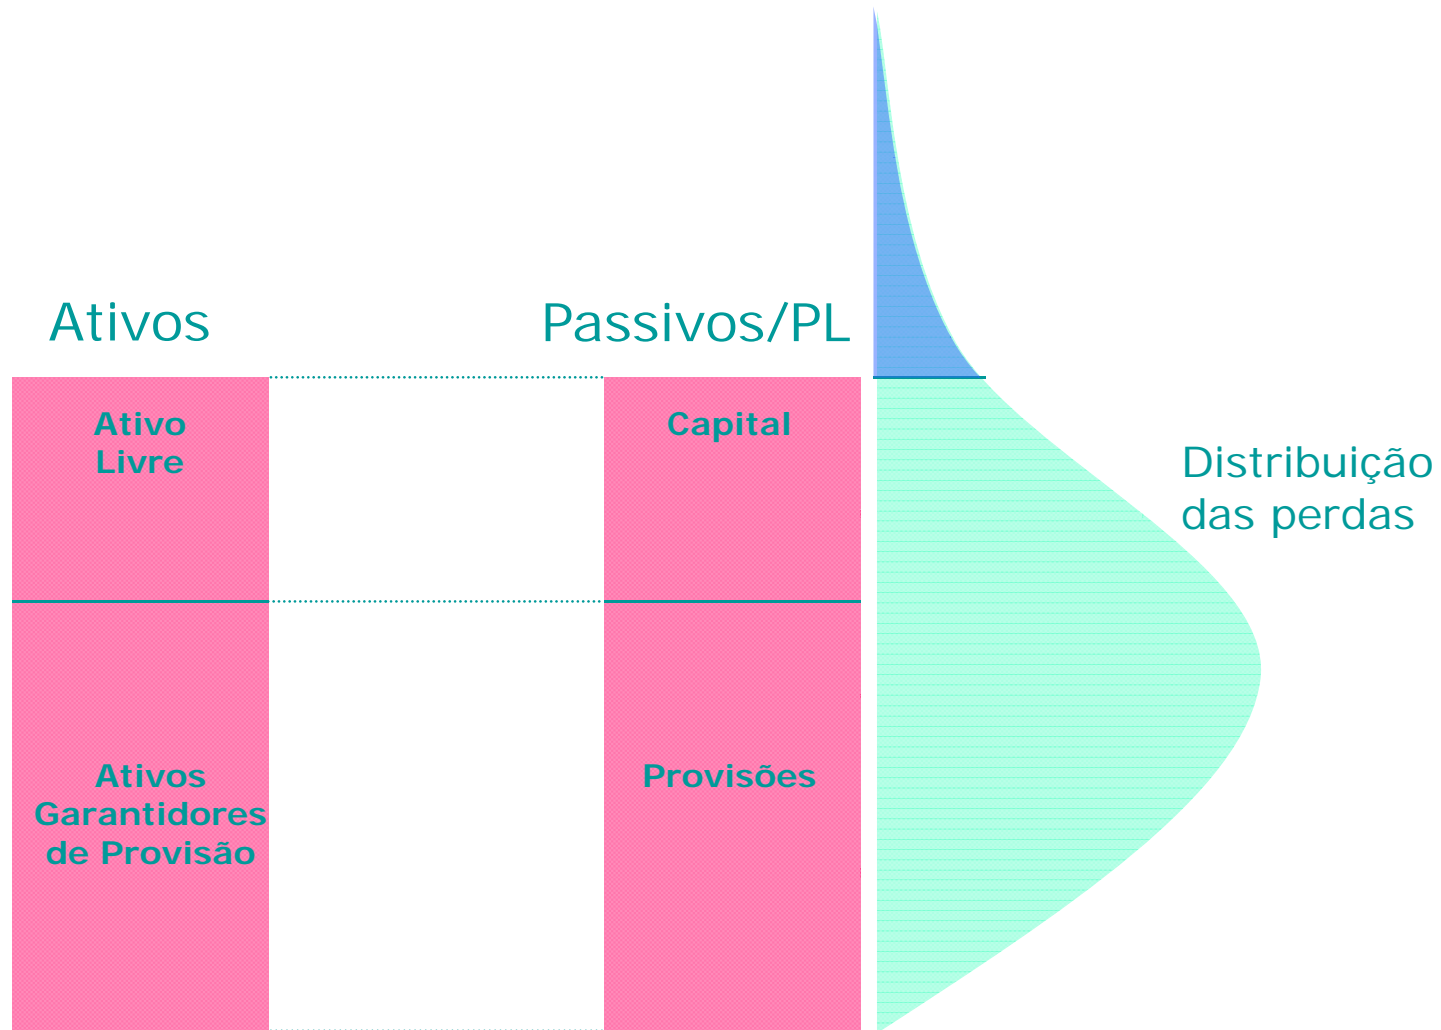 Ativos
Passivos/PL
Ativo
Livre
Capital
Distribuição
das perdas
Ativos
Garantidores
de Provisão
Provisões